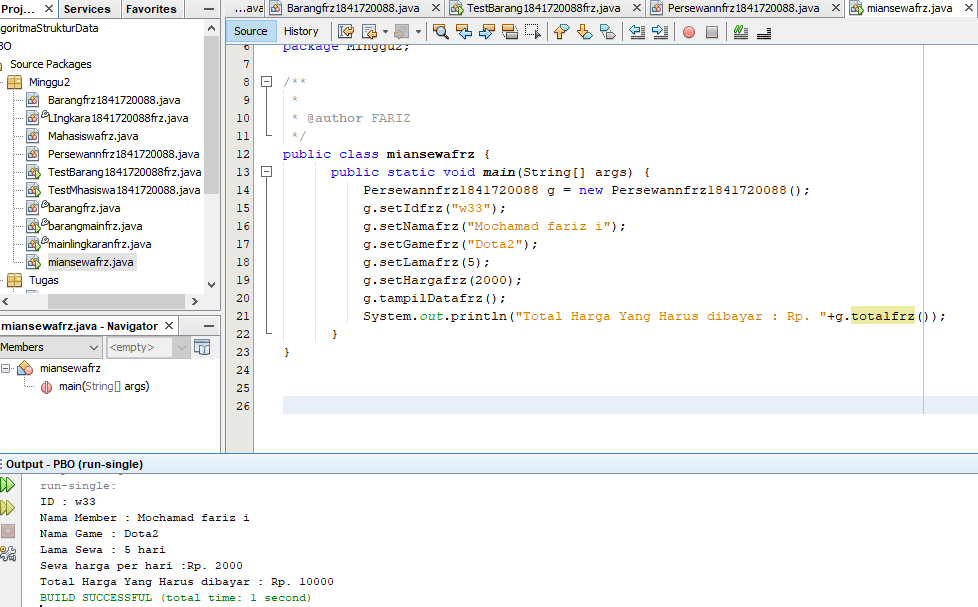 Proj...
Services
Favorites
goritmaStrukturData
BO
Source Packages
Minggu2
Barangfrz1841720088.java
LIngkara1841720088frz.java
Mahasiswafrz.java
Persewannfrz1841720088.java
TestBarang1841720088frz.java
TestMhasiswa1841720088.java
barangfrz.java
barangmainfrz.java
mainlingkaranfrz.java
miansewafrz.java
Tugas
miansewafrz.java - Navigator
Members
<empty>
miansewafrz
main(String[] args)
...ava
Barangfrz1841720088.java
TestBarang1841720088frz.java
Persewannfrz1841720088.java
miansewafrz.java
Source
History
6 package Minggu2;
7
8 /**
9 *
10 * @author FARIZ
11 */
12 public class miansewafrz {
13 public static void main(String[] args) {
14 Persewannfrz1841720088 g = new Persewannfrz1841720088();
15 g.setIdfrz("w33");
16 g.setNamafrz("Mochamad fariz i");
17 g.setGamefrz("Dota2");
18 g.setLamafrz(5);
19 g.setHargafrz(2000);
20 g.tampilDatafrz();
21 System.out.println("Total Harga Yang Harus dibayar : Rp. "+g.totalfrz());
22 }
23 }
24
25
26
Output - PBO (run-single)
run-single:
ID : w33
Nama Member : Mochamad fariz i
Nama Game : Dota2
Lama Sewa : 5 hari
Sewa harga per hari :Rp. 2000
Total Harga Yang Harus dibayar : Rp. 10000
BUILD SUCCESSFUL (total time: 1 second)